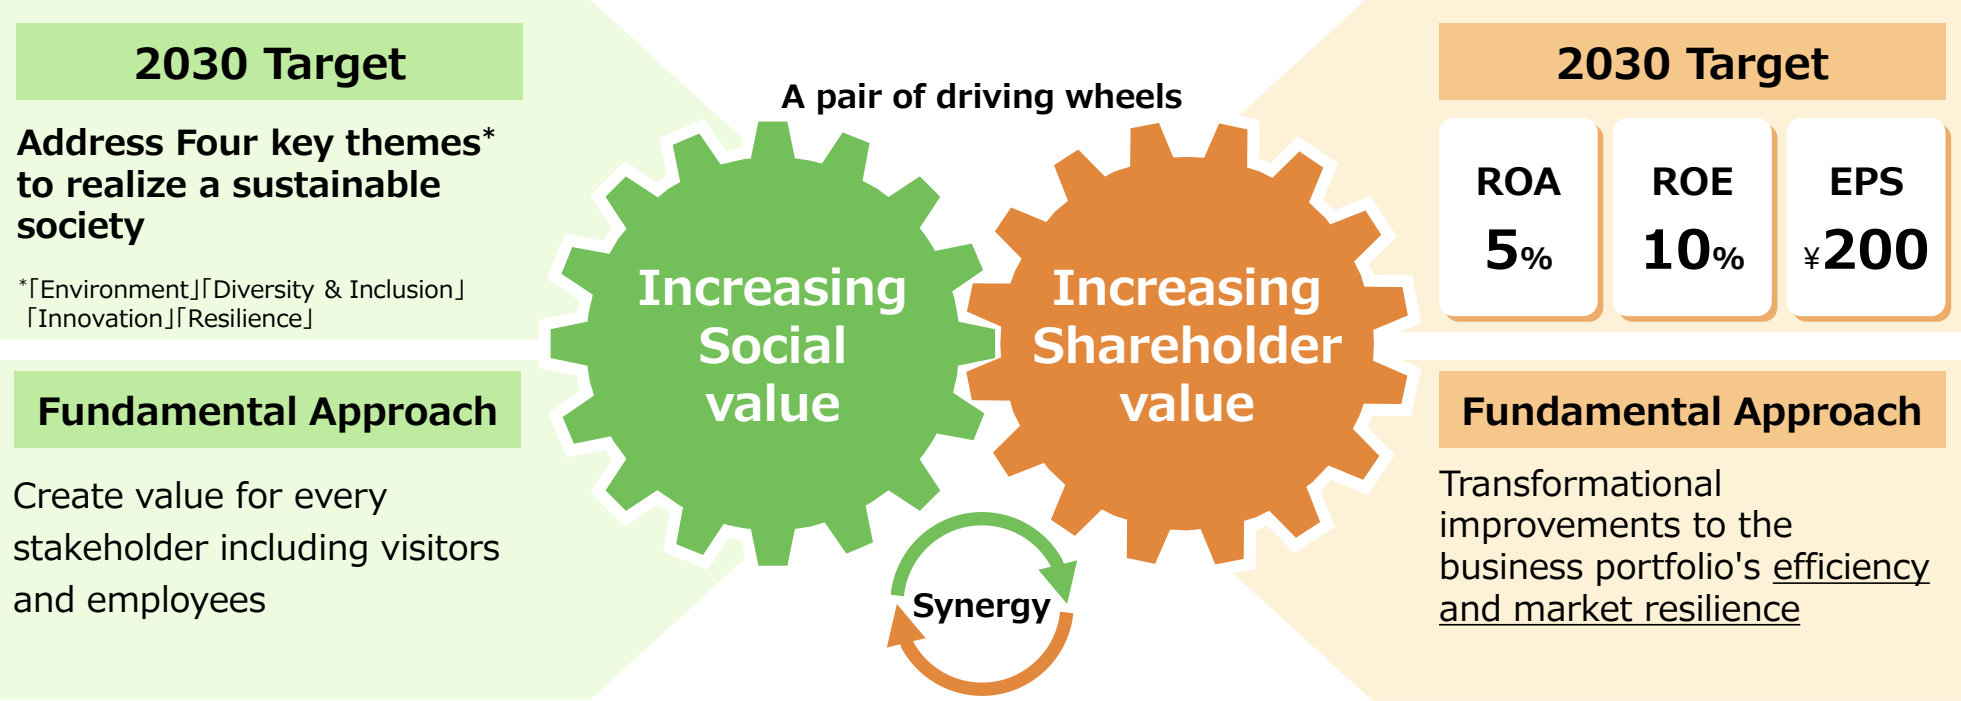 2030 Target
Address Four key themes*
to realize a sustainable
society
*｢Environment｣｢Diversity & Inclusion｣
｢Innovation｣｢Resilience｣
Fundamental Approach
Create value for every
stakeholder including visitors
and employees
A pair of driving wheels
Increasing
Social
value
Increasing
Shareholder
value
Synergy
2030 Target
ROA
5%
ROE
10%
EPS
¥200
Fundamental Approach
Transformational
improvements to the
business portfolio's efficiency
and market resilience